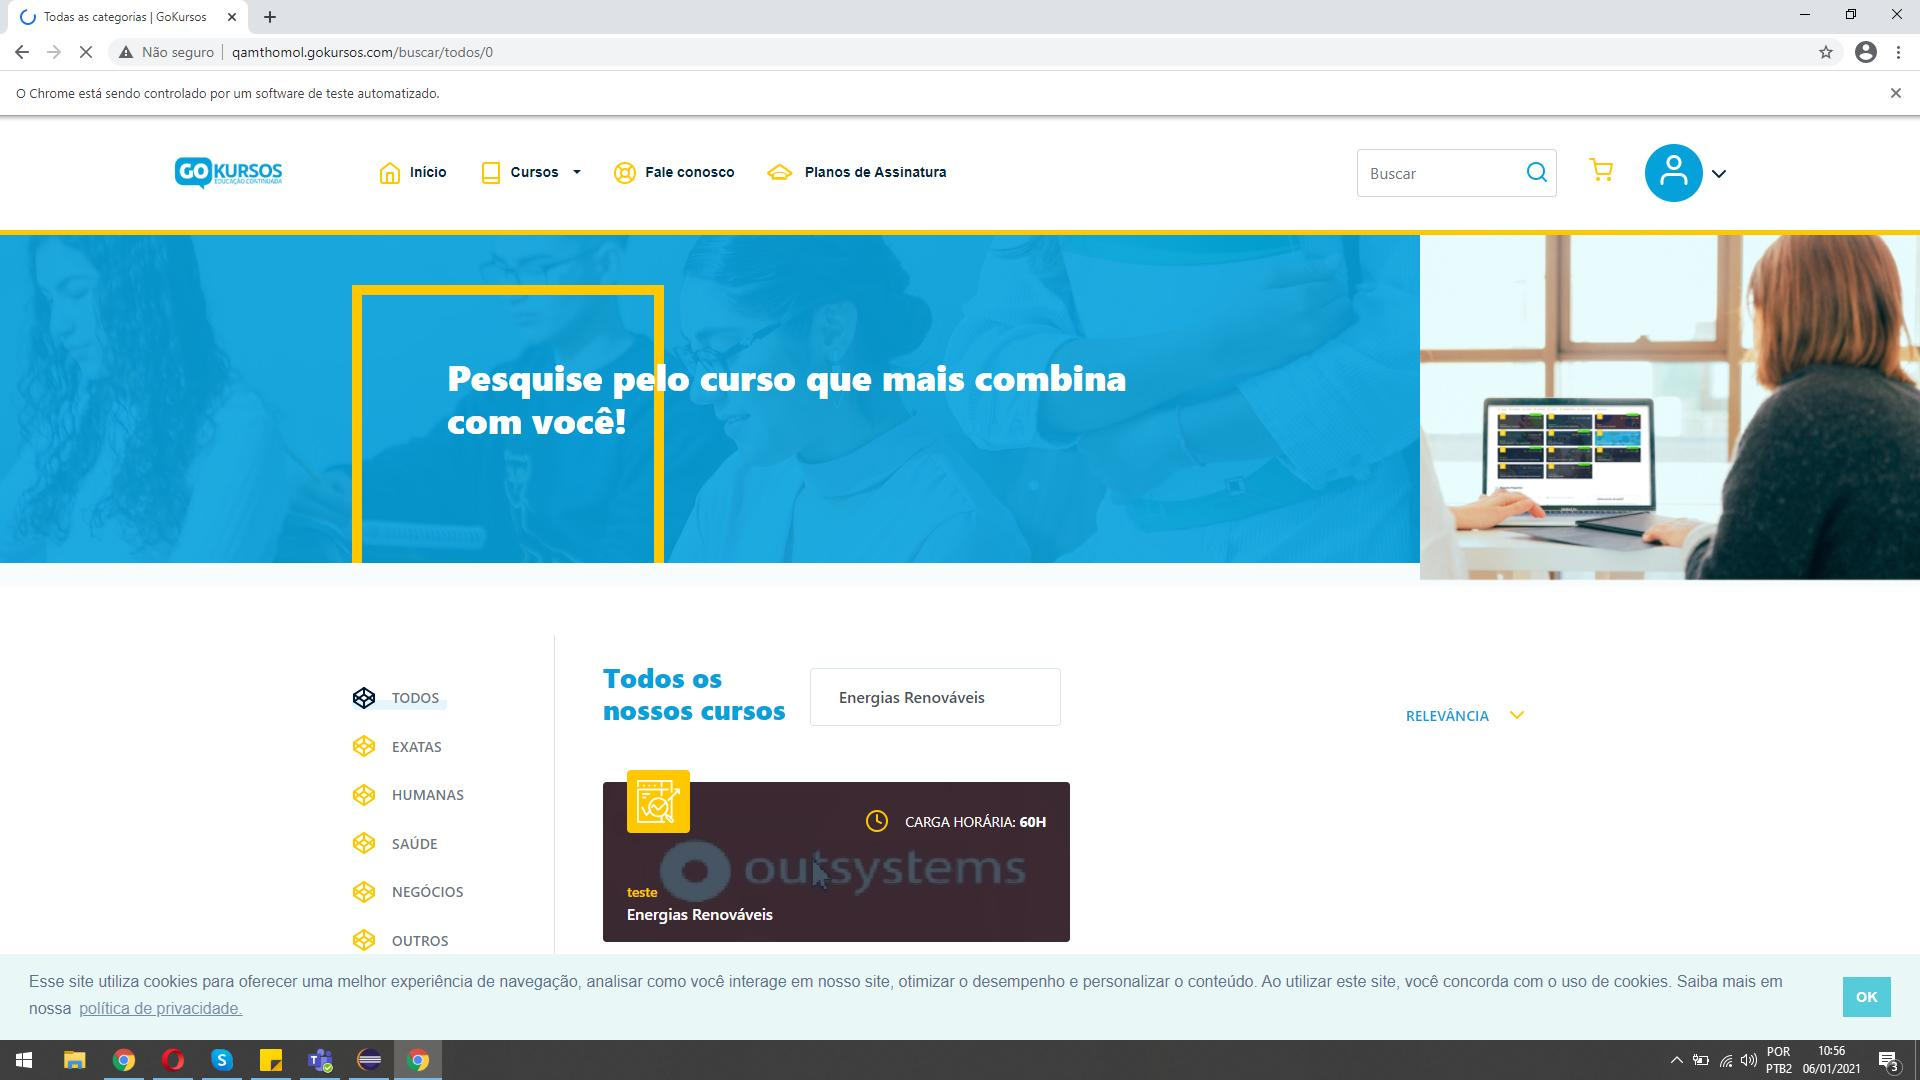 Todas as categorias | GoKursos
Não seguro
qamthomol.gokursos.com/buscar/todos/0
O Chrome está sendo controlado por um software de teste automatizado.
GO KURSOS
EDUCAÇÃO CONTINUADA
Início
Cursos
Fale conosco
Planos de Assinatura
Buscar
Pesquise pelo curso que mais combina
com você!
TODOS
EXATAS
HUMANAS
SAÚDE
NEGÓCIOS
OUTROS
Todos os
nossos cursos
Energias Renováveis
RELEVÂNCIA
CARGA HORÁRIA: 60H
outsystems
teste
Energias Renováveis
Esse site utiliza cookies para oferecer uma melhor experiência de navegação, analisar como você interage em nosso site, otimizar o desempenho e personalizar o conteúdo. Ao utilizar este site, você concorda com o uso de cookies. Saiba mais em
nossa política de privacidade.
OK
POR
PTB2
10:56
06/01/2021
3